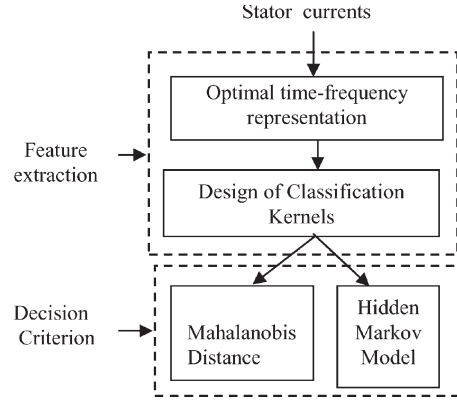 Stator currents
Optimal time-frequency
representation
Feature
extraction
Design of Classification
Kernels
Decision
Criterion
Mahalanobis
Distance
Hidden
Markov
Model